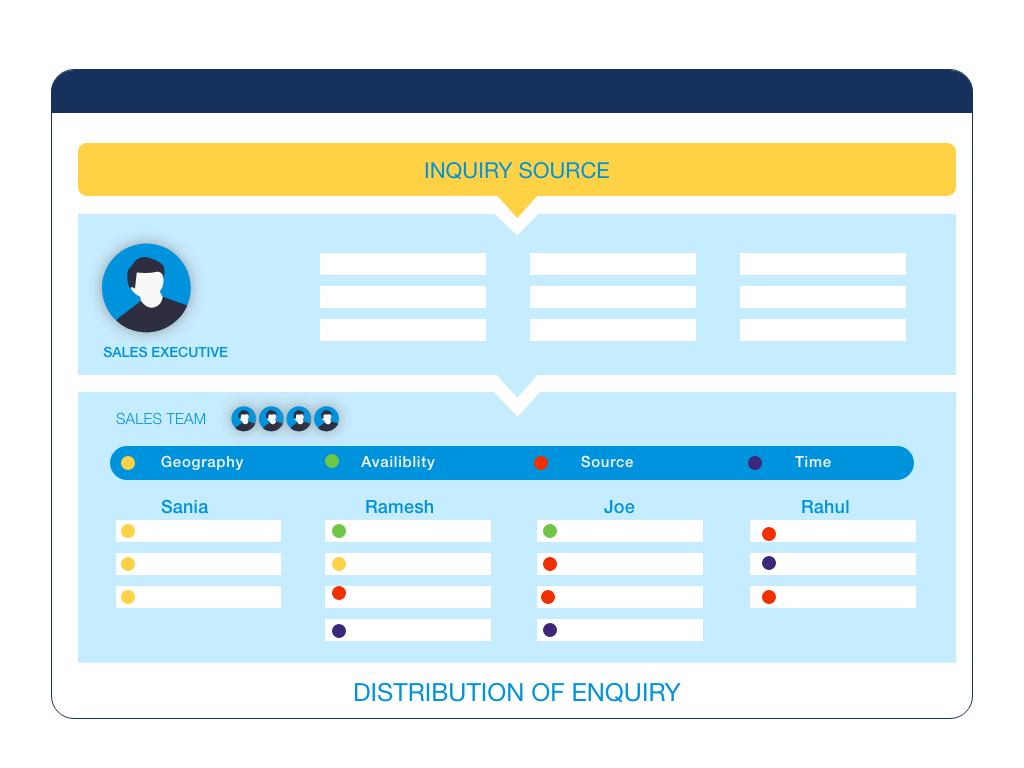 INQUIRY SOURCE
SALES EXECUTIVE
SALES TEAM
Geography Availiblity Source Time
Sania Ramesh Joe Rahul
DISTRIBUTION OF ENQUIRY